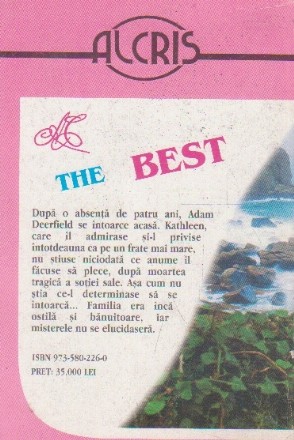 ALCRIS
THE BEST
După o absență de patru ani, Adam
Deerfield se întoarce acasă. Kathleen,
care îl admirase și-l privise
întotdeauna ca pe un frate mai mare,
nu știuse niciodată ce anume îl
făcuse să plece, după moartea
tragică a soției sale. Așa cum nu
știa ce-l determinase să se
întoarcă... Familia era încă
ostilă și bănuitoare, iar
misterele nu se elucidaseră.
ISBN 973-580-226-0
PREȚ: 35.000 LEI